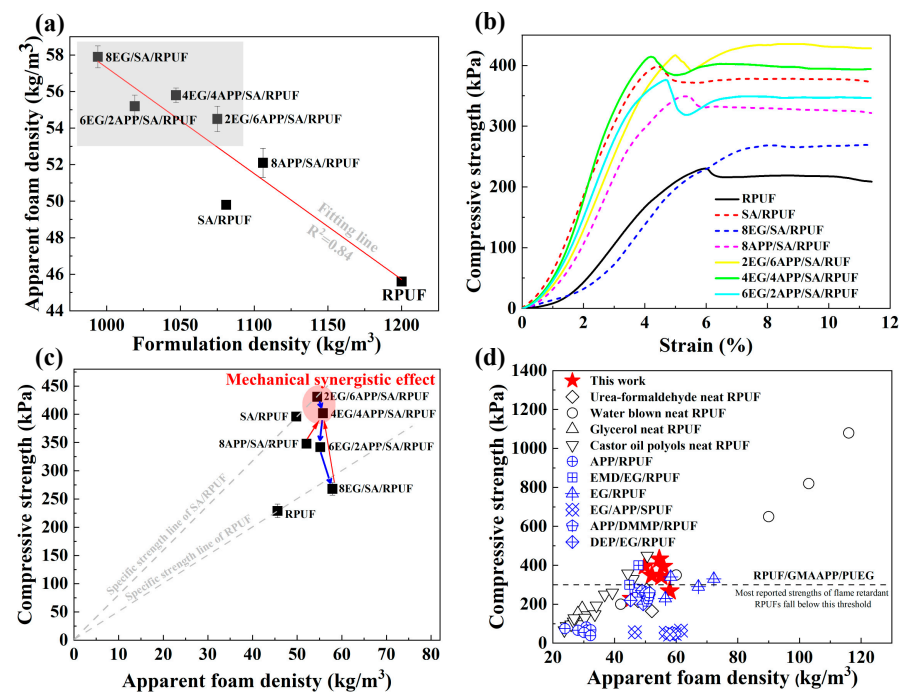 (a)
Apparent foam density (kg/m³)
58
56
54
52
50
48
46
44
8EG/SA/RPUF
4EG/4APP/SA/RPUF
6EG/2APP/SA/RPUF
2EG/6APP/SA/RPUF
8APP/SA/RPUF
SA/RPUF
Fitting line
R²=0.84
RPUF
1000
1050
1100
1150
1200
Formulation density (kg/m³)
(b)
Compressive strength (kPa)
400
300
200
100
0
RPUF
SA/RPUF
8EG/SA/RPUF
8APP/SA/RPUF
2EG/6APP/SA/RUF
4EG/4APP/SA/RPUF
6EG/2APP/SA/RPUF
0
2
4
6
8
10
12
Strain (%)
(c)
Compressive strength (kPa)
450
400
350
300
250
200
150
100
50
0
Mechanical synergistic effect
2EG/6APP/SA/RPUF
SA/RPUF
4EG/4APP/SA/RPUF
8APP/SA/RPUF
6EG/2APP/SA/RPUF
8EG/SA/RPUF
RPUF
Specific strength line of SA/RPUF
Specific strength line of RPUF
0
10
20
30
40
50
60
70
80
Apparent foam denisty (kg/m³)
(d)
Compressive strength (kPa)
1400
1200
1000
800
600
400
200
0
This work
Urea-formaldehyde neat RPUF
Water blown neat RPUF
Glycerol neat RPUF
Castor oil polyols neat RPUF
APP/RPUF
EMD/EG/RPUF
EG/RPUF
EG/APP/SPUF
APP/DMMP/RPUF
DEP/EG/RPUF
RPUF/GMAAPP/PUEG
Most reported strengths of flame retardant
RPUFs fall below this threshold
20
40
60
80
100
120
Apparent foam density (kg/m³)